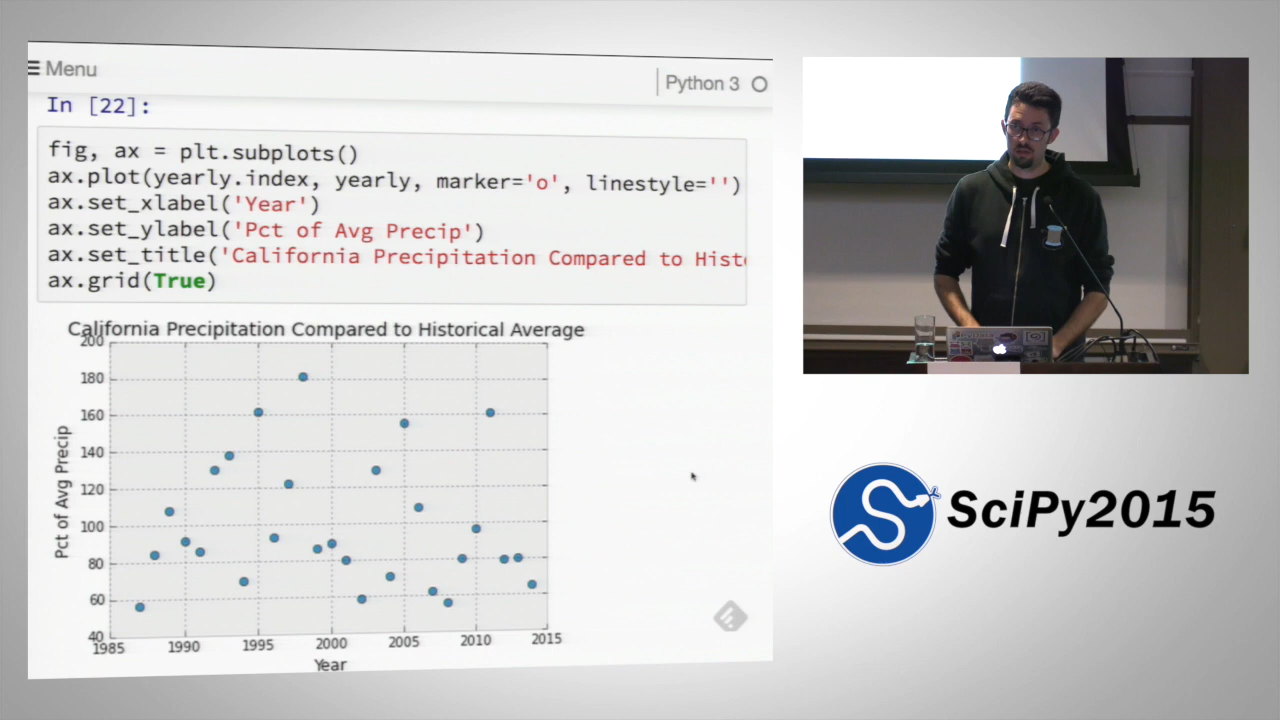 Menu
Python 3
In [22]:
fig, ax = plt.subplots()
ax.plot(yearly.index, yearly, marker='o', linestyle='')
ax.set_xlabel('Year')
ax.set_ylabel('Pct of Avg Precip')
ax.set_title('California Precipitation Compared to Hist
ax.grid(True)
California Precipitation Compared to Historical Average
200
180
160
140
120
100
80
60
40
Pct of Avg Precip
1985 1990 1995 2000 2005 2010 2015
Year
SciPy2015